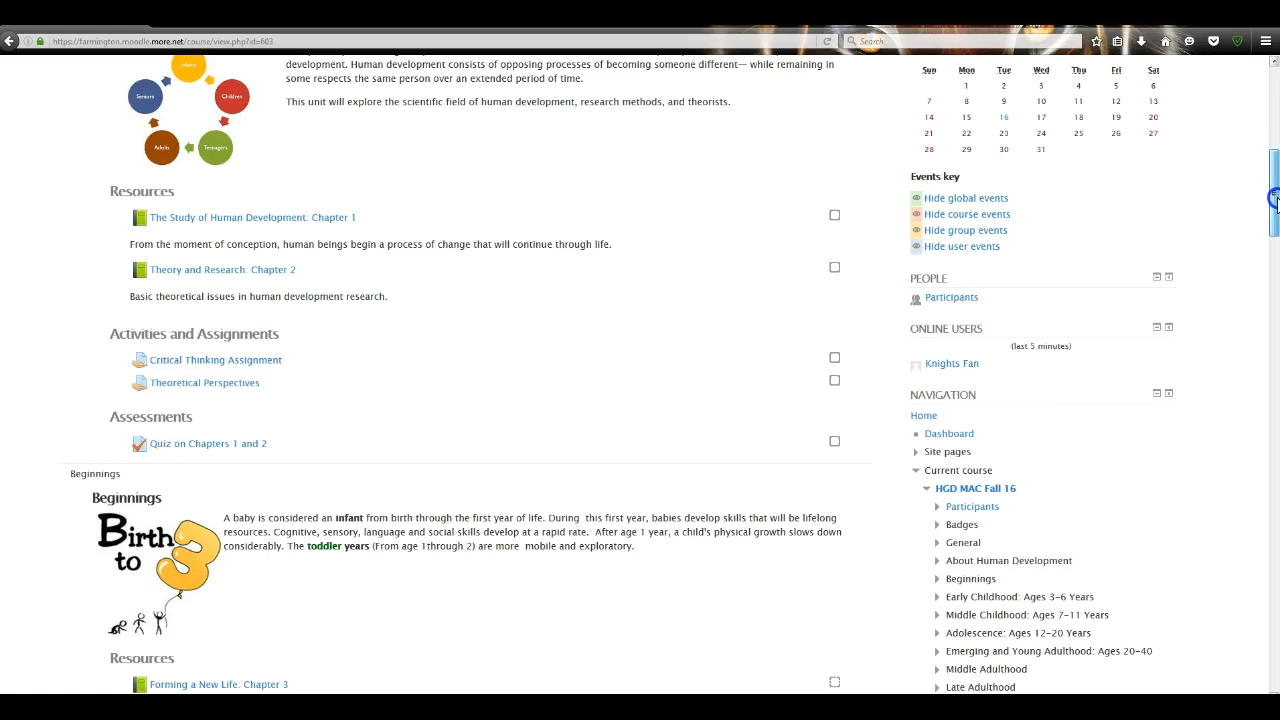 https://farmington.moodle.more.net/course/view.php?id=603
Search
development. Human development consists of opposing processes of becoming someone different— while remaining in
some respects the same person over an extended period of time.
This unit will explore the scientific field of human development, research methods, and theorists.
Infants
Children
Teenagers
Adults
Seniors
Resources
The Study of Human Development: Chapter 1
From the moment of conception, human beings begin a process of change that will continue through life.
Theory and Research: Chapter 2
Basic theoretical issues in human development research.
Activities and Assignments
Critical Thinking Assignment
Theoretical Perspectives
Assessments
Quiz on Chapters 1 and 2
Beginnings
Beginnings
Birth to 3
A baby is considered an infant from birth through the first year of life. During this first year, babies develop skills that will be lifelong
resources. Cognitive, sensory, language and social skills develop at a rapid rate. After age 1 year, a child's physical growth slows down
considerably. The toddler years (From age 1through 2) are more mobile and exploratory.
Resources
Forming a New Life: Chapter 3
Sun Mon Tue Wed Thu Fri Sat
1 2 3 4 5 6
7 8 9 10 11 12 13
14 15 16 17 18 19 20
21 22 23 24 25 26 27
28 29 30 31
Events key
Hide global events
Hide course events
Hide group events
Hide user events
PEOPLE
Participants
ONLINE USERS
(last 5 minutes)
Knights Fan
NAVIGATION
Home
Dashboard
Site pages
Current course
HGD MAC Fall 16
Participants
Badges
General
About Human Development
Beginnings
Early Childhood: Ages 3-6 Years
Middle Childhood: Ages 7-11 Years
Adolescence: Ages 12-20 Years
Emerging and Young Adulthood: Ages 20-40
Middle Adulthood
Late Adulthood